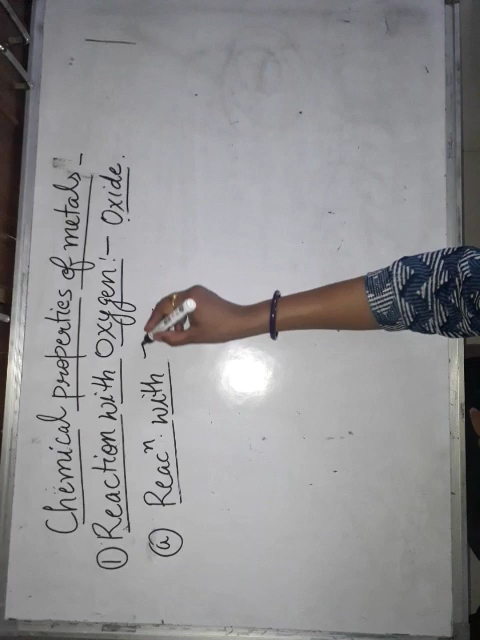 Chemical properties of metals -
① Reaction with Oxygen :- Oxide.
ⓐ Reacⁿ. with